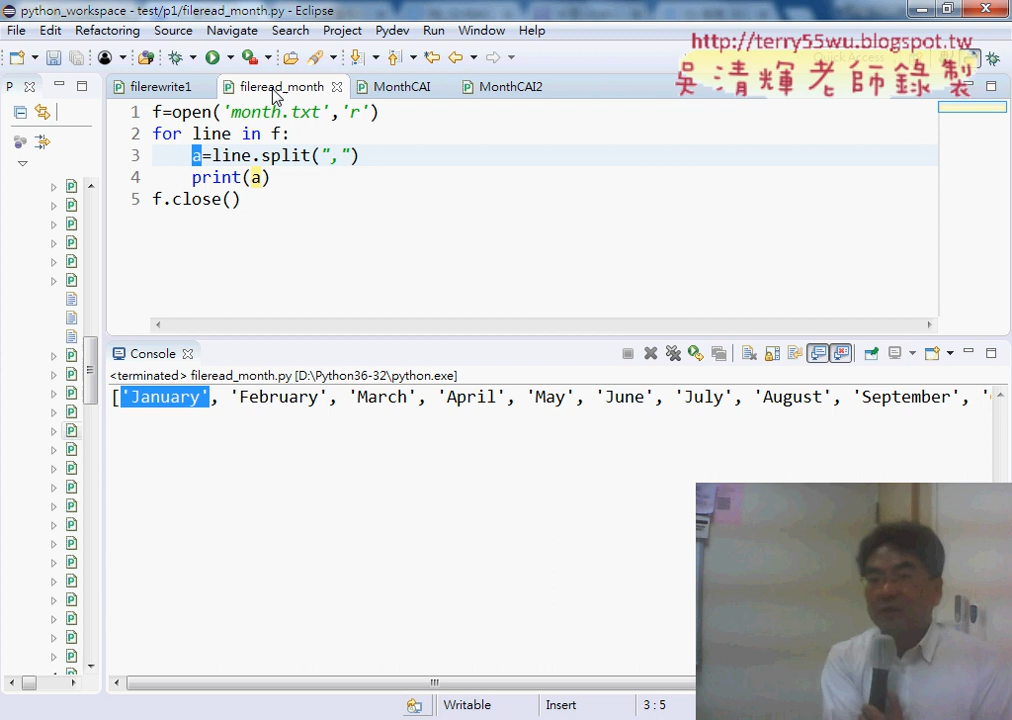 python_workspace - test/p1/fileread_month.py - Eclipse
File Edit Refactoring Source Navigate Search Project Pydev Run Window Help
http://terry55wu.blogspot.tw
吳清輝老師錄製
P
filerewrite1 fileread_month MonthCAI MonthCAI2
1 f=open('month.txt','r')
2 for line in f:
3     a=line.split(",")
4     print(a)
5 f.close()
Console
<terminated> fileread_month.py [D:\Python36-32\python.exe]
['January', 'February', 'March', 'April', 'May', 'June', 'July', 'August', 'September', '
Writable Insert 3 : 5